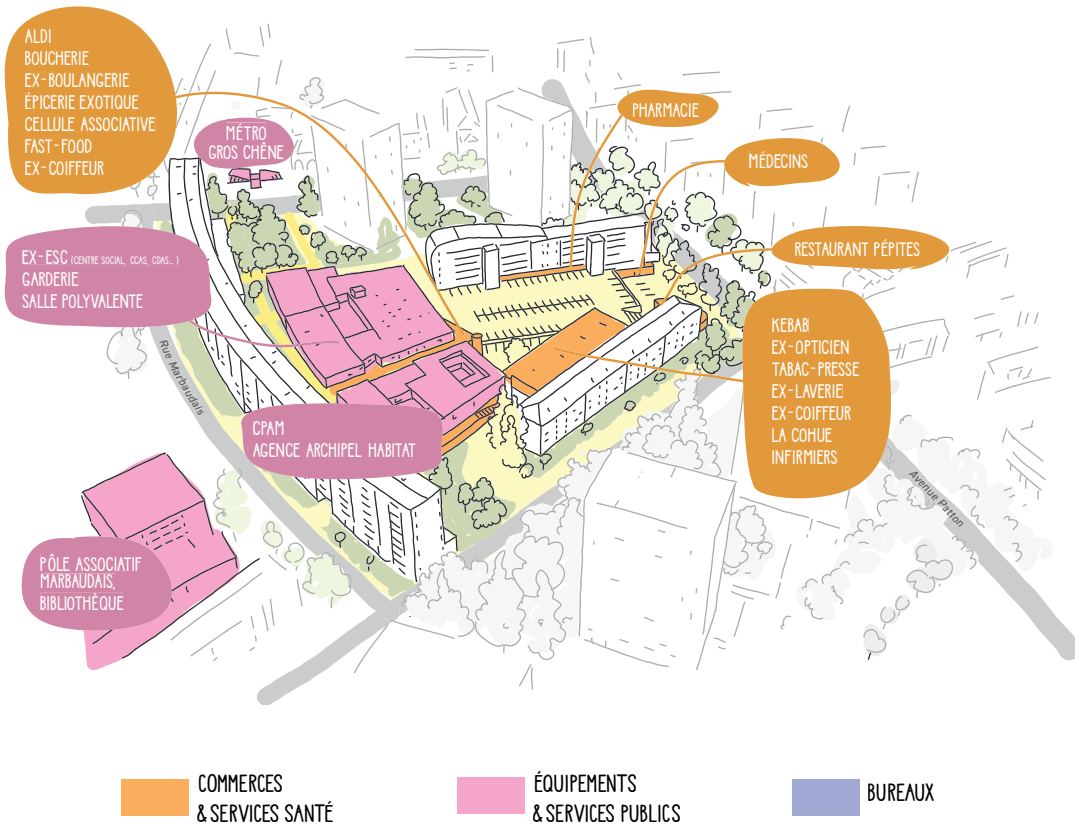 ALDI
BOUCHERIE
EX-BOULANGERIE
ÉPICERIE EXOTIQUE
CELLULE ASSOCIATIVE
FAST-FOOD
EX-COIFFEUR
MÉTRO
GROS CHÊNE
PHARMACIE
MÉDECINS
RESTAURANT PÉPITES
EX-ESC (CENTRE SOCIAL, CCAS, CDAS... )
GARDERIE
SALLE POLYVALENTE
KEBAB
EX-OPTICIEN
TABAC-PRESSE
EX-LAVERIE
EX-COIFFEUR
LA COHUE
INFIRMIERS
Rue Marbaudais
CPAM
AGENCE ARCHIPEL HABITAT
Avenue Patton
PÔLE ASSOCIATIF
MARBAUDAIS,
BIBLIOTHÈQUE
COMMERCES
& SERVICES SANTÉ
ÉQUIPEMENTS
& SERVICES PUBLICS
BUREAUX